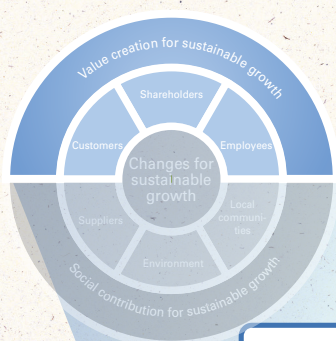 Value creation for sustainable growth
Shareholders
Customers
Employees
Changes for
sustainable
growth
Suppliers
Local
communi-
ties
Environment
Social contribution for sustainable growth